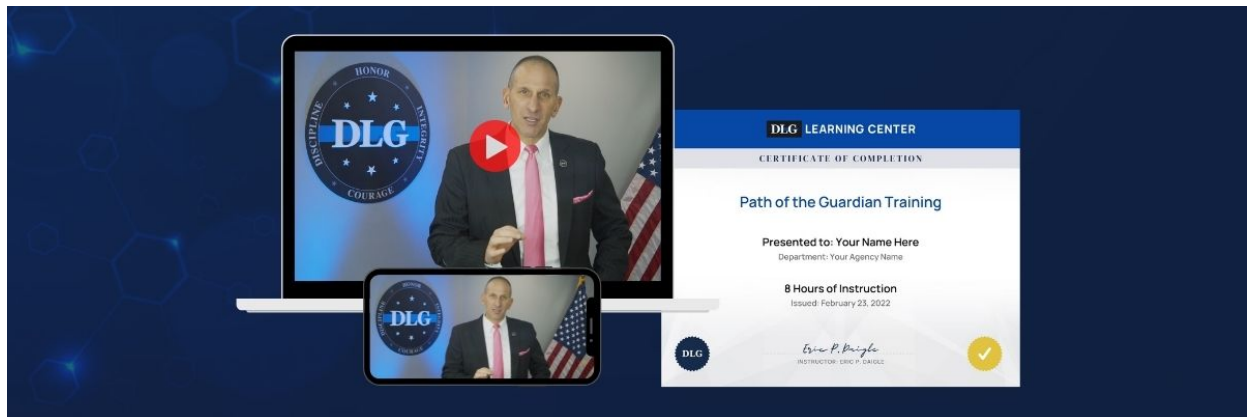 HONOR
DISCIPLINE
INTEGRITY
DLG
COURAGE
HONOR
DLG
COURAGE
DLG LEARNING CENTER
CERTIFICATE OF COMPLETION
Path of the Guardian Training
Presented to: Your Name Here
Department: Your Agency Name
8 Hours of Instruction
Issued: February 23, 2022
DLG
Eric P. Daigle
INSTRUCTOR: ERIC P. DAIGLE